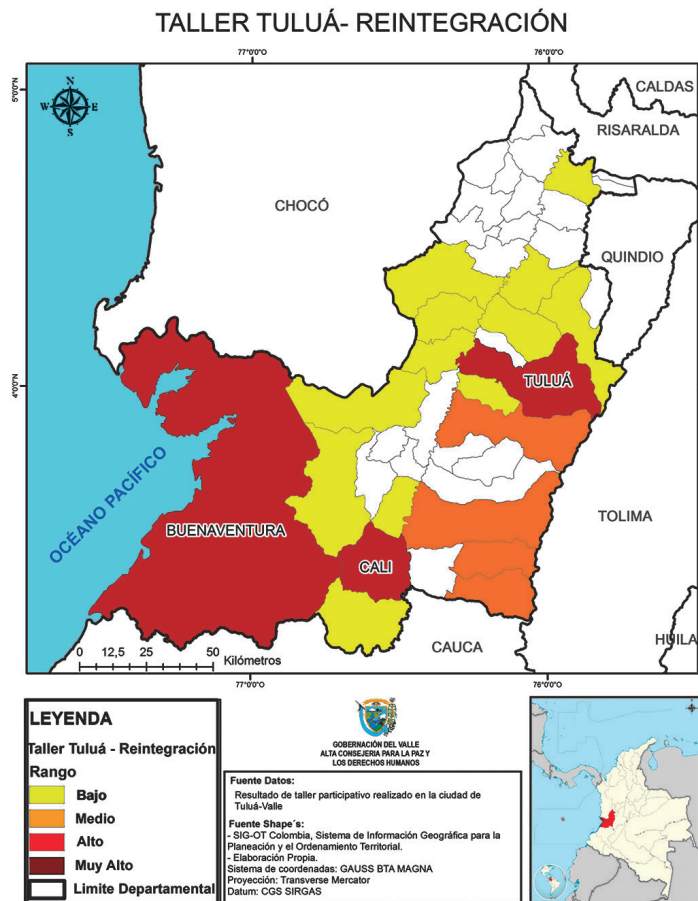 TALLER TULUÁ- REINTEGRACIÓN
77°0'0"O
76°0'0"O
5°0'0"N
N
W
E
S
CALDAS
RISARALDA
CHOCÓ
QUINDIO
4°0'0"N
TULUÁ
OCÉANO PACÍFICO
TOLIMA
BUENAVENTURA
CALI
CAUCA
HUILA
0 12,5 25 50
Kilómetros
77°0'0"O
76°0'0"O
LEYENDA
Taller Tuluá - Reintegración
Rango
Bajo
Medio
Alto
Muy Alto
Limite Departamental
GOBERNACIÓN DEL VALLE
ALTA CONSEJERIA PARA LA PAZ Y
LOS DERECHOS HUMANOS
Fuente Datos:
Resultado de taller participativo realizado en la ciudad de
Tuluá-Valle
Fuente Shape´s:
- SIG-OT Colombia, Sistema de Información Geográfica para la
Planeación y el Ordenamiento Territorial.
- Elaboración Propia.
Sistema de coordenadas: GAUSS BTA MAGNA
Proyección: Transverse Mercator
Datum: CGS SIRGAS